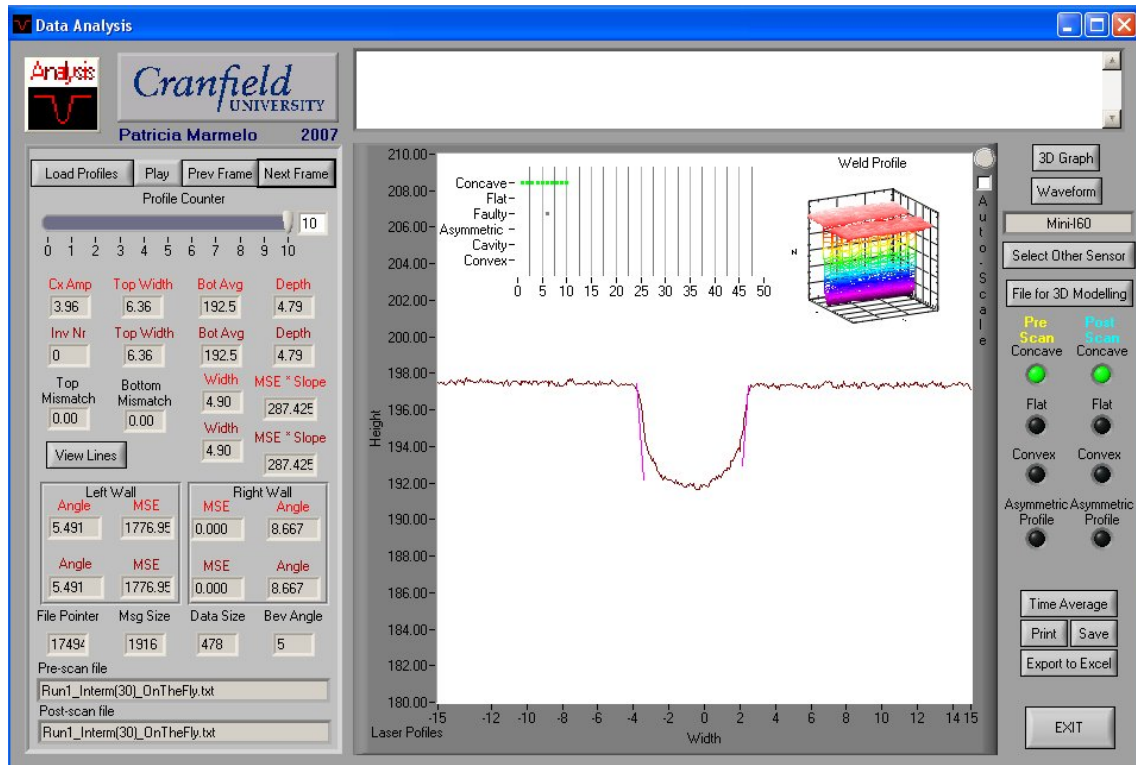 Data Analysis
Analysis
Cranfield
UNIVERSITY
Patricia Marmelo 2007
Load Profiles Play Prev Frame Next Frame
Profile Counter
10
0 1 2 3 4 5 6 7 8 9 10
Cx Amp Top Width Bot Avg Depth
3.96 6.36 192.5 4.79
Inv Nr Top Width Bot Avg Depth
0 6.36 192.5 4.79
Top Mismatch Bottom Mismatch Width MSE * Slope
0.00 0.00 4.90 287.425
Width MSE * Slope
4.90 287.425
View Lines
Left Wall Right Wall
Angle MSE MSE Angle
5.491 1776.95 0.000 8.667
Angle MSE MSE Angle
5.491 1776.95 0.000 8.667
File Pointer Msg Size Data Size Bev Angle
17494 1916 478 5
Pre-scan file
Run1_Interm(30)_OnTheFly.txt
Post-scan file
Run1_Interm(30)_OnTheFly.txt
210.00
208.00
206.00
204.00
202.00
200.00
198.00
196.00
194.00
192.00
190.00
188.00
186.00
184.00
182.00
180.00
Height
-15 -12 -10 -8 -6 -4 -2 0 2 4 6 8 10 12 14 15
Laser Pofiles
Width
Concave
Flat
Faulty
Asymmetric
Cavity
Convex
0 5 10 15 20 25 30 35 40 45 50
Weld Profile
Z
Auto-Scale
3D Graph
Waveform
Mini-I60
Select Other Sensor
File for 3D Modelling
Pre Scan Post Scan
Concave Concave
Flat Flat
Convex Convex
Asymmetric Profile Asymmetric Profile
Time Average
Print Save
Export to Excel
EXIT